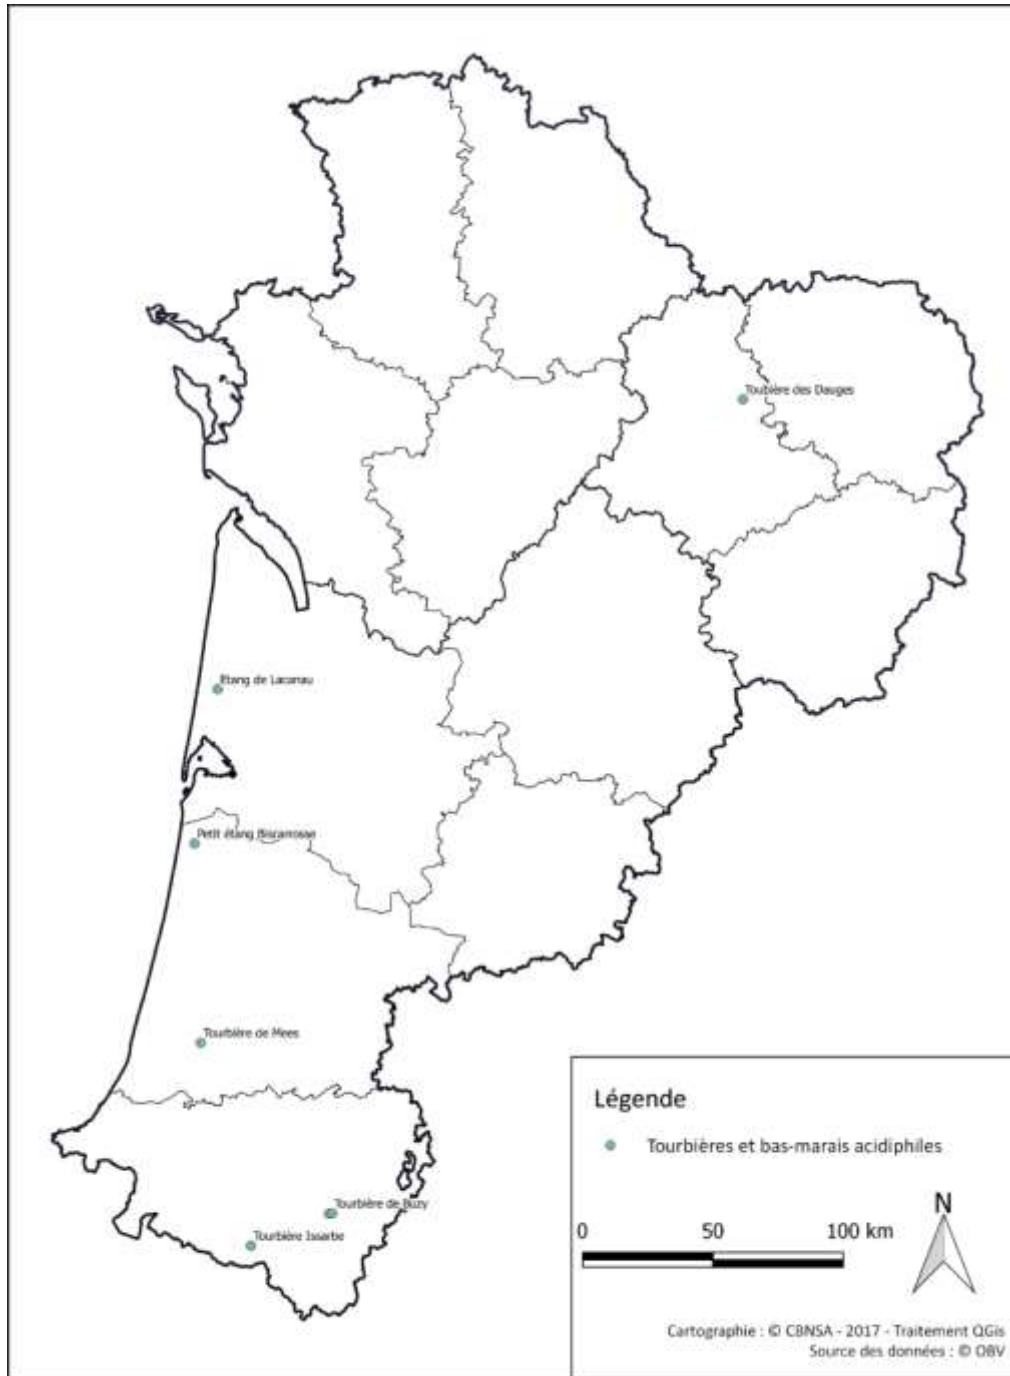 Toubière des Dauges
Etang de Lacanau
Petit étang Biscarrosse
Tourbière de Mees
Tourbière de Buzy
Tourbière Issarbe
Légende
Tourbières et bas-marais acidiphiles
N
0 50 100 km
Cartographie : © CBNSA - 2017 - Traitement QGis
Source des données : © OBV